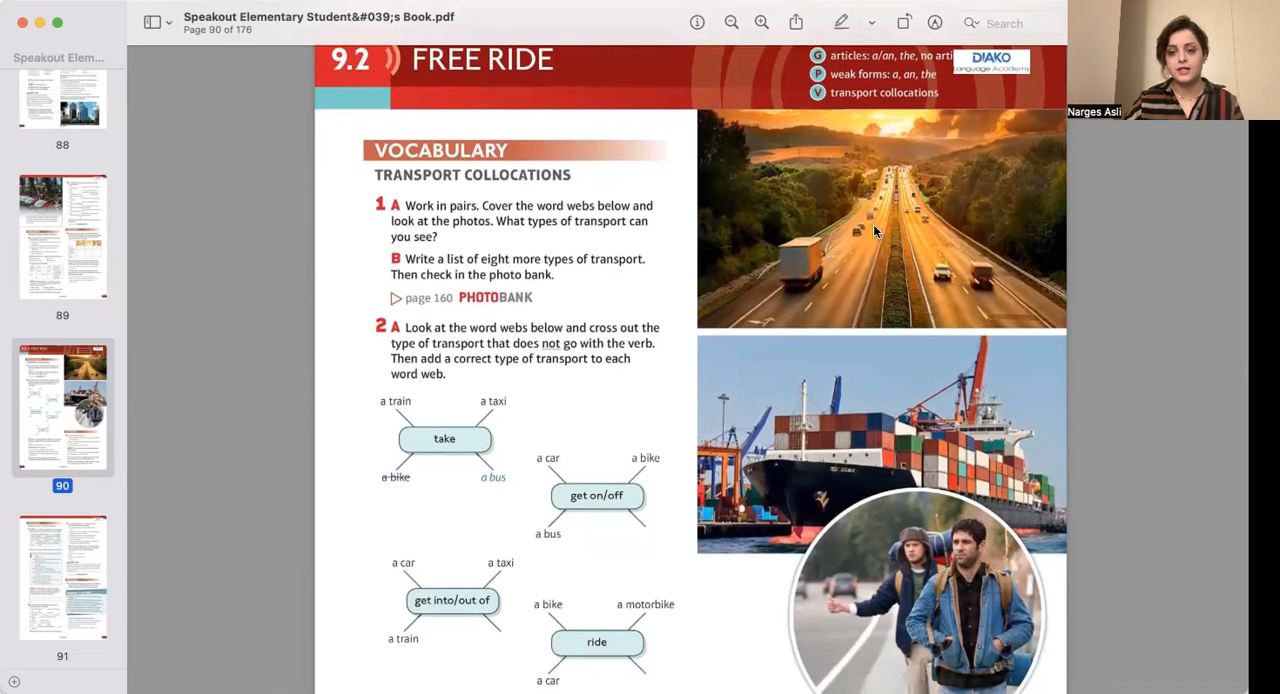 Speakout Elementary Student&#039;s Book.pdf
Page 90 of 176
Search
Speakout Elem...
88
89
90
91
9.2 FREE RIDE
G articles: a/an, the, no arti
P weak forms: a, an, the
V transport collocations
DIAKO
Language Academy
Narges Asli
VOCABULARY
TRANSPORT COLLOCATIONS
1 A Work in pairs. Cover the word webs below and
look at the photos. What types of transport can
you see?
B Write a list of eight more types of transport.
Then check in the photo bank.
page 160 PHOTOBANK
2 A Look at the word webs below and cross out the
type of transport that does not go with the verb.
Then add a correct type of transport to each
word web.
a train
a taxi
take
a bike
a bus
a car
a bike
get on/off
a bus
a car
a taxi
get into/out of
a train
a bike
a motorbike
ride
a car